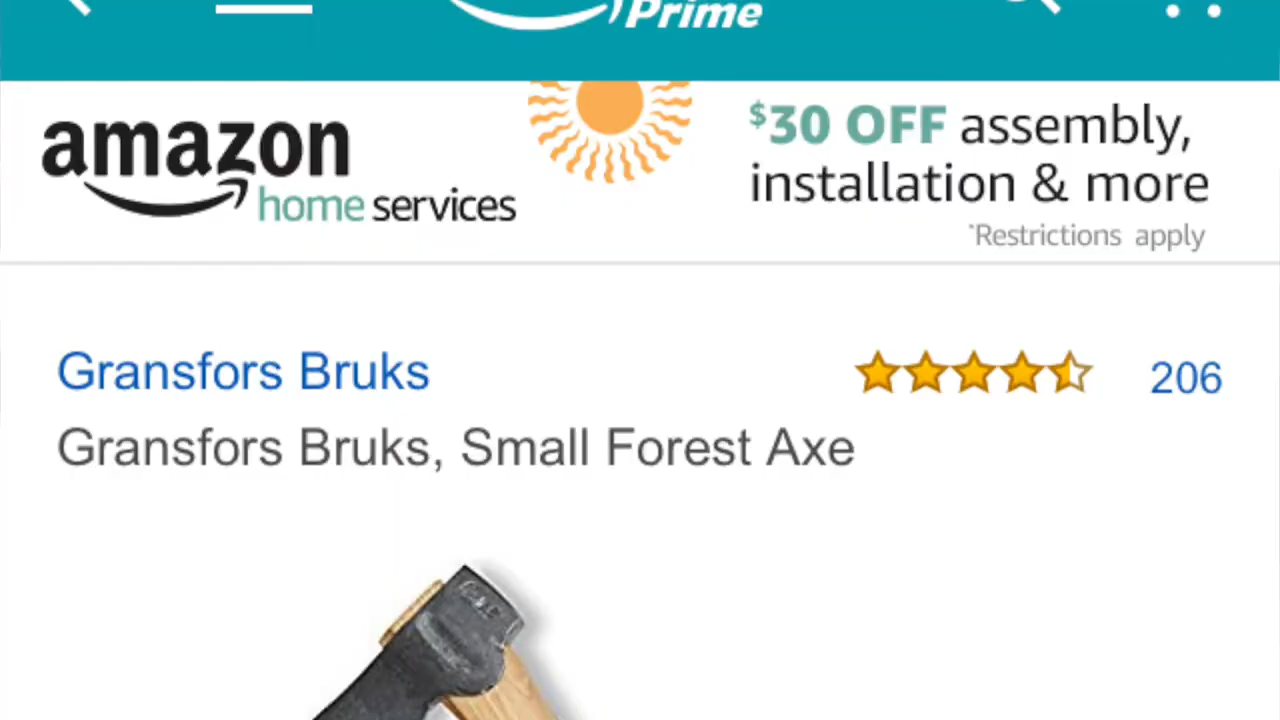 Prime
amazon
home services
$30 OFF assembly,
installation & more
*Restrictions apply
Gransfors Bruks
206
Gransfors Bruks, Small Forest Axe